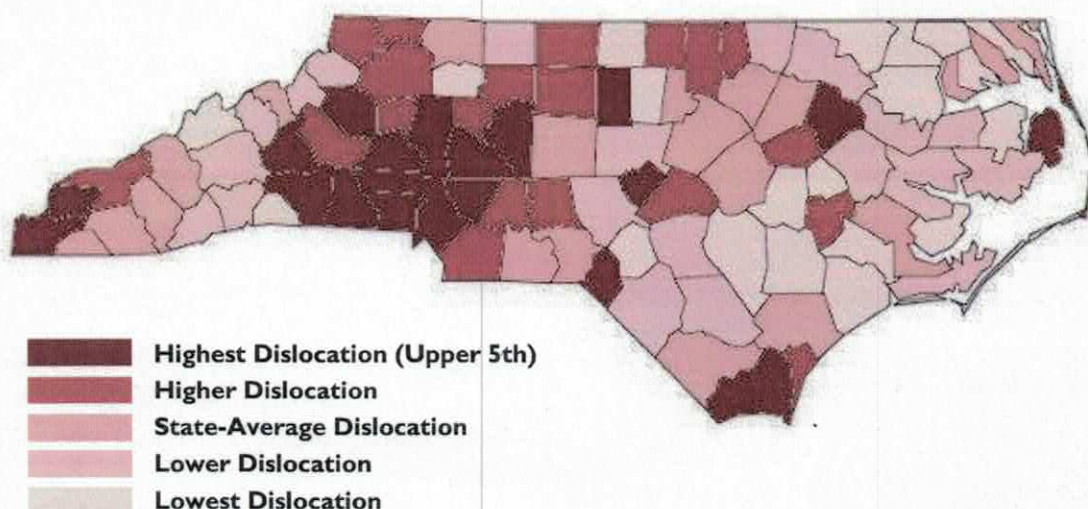 Highest Dislocation (Upper 5th)
Higher Dislocation
State-Average Dislocation
Lower Dislocation
Lowest Dislocation